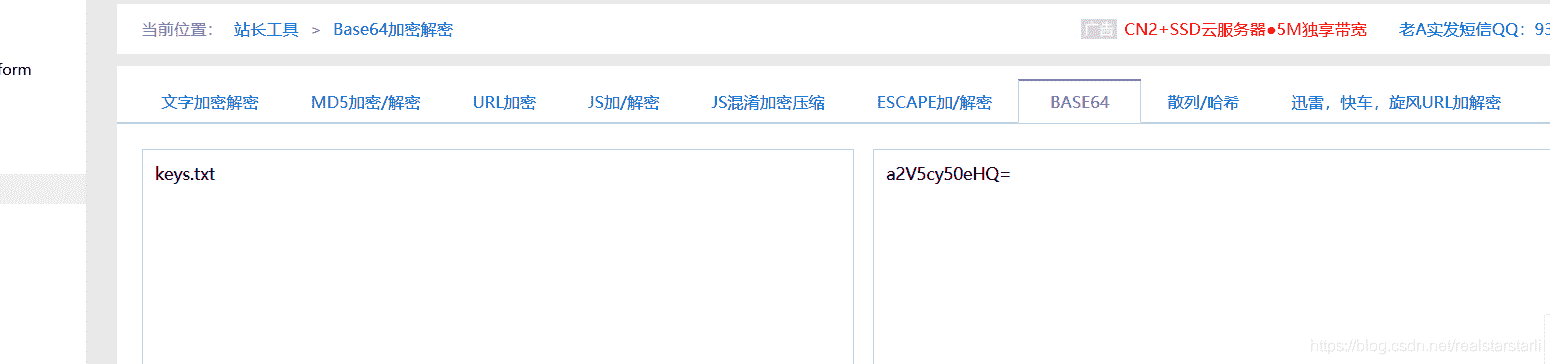 form
当前位置： 站长工具 > Base64加密解密
CN2+SSD云服务器●5M独享带宽 老A实发短信QQ：93
文字加密解密 MD5加密/解密 URL加密 JS加/解密 JS混淆加密压缩 ESCAPE加/解密 BASE64 散列/哈希 迅雷，快车，旋风URL加解密
keys.txt
a2V5cy50eHQ=
https://blog.csdn.net/realstarstarli